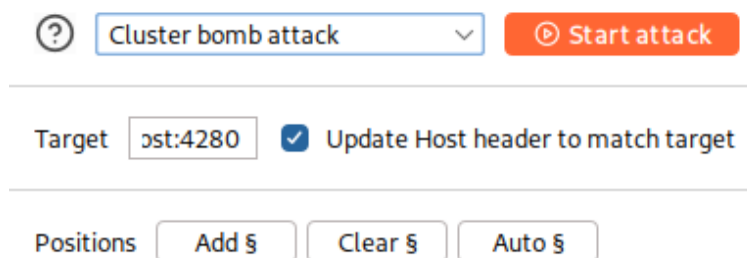 Cluster bomb attack Start attack
Target ost:4280 Update Host header to match target
Positions Add § Clear § Auto §